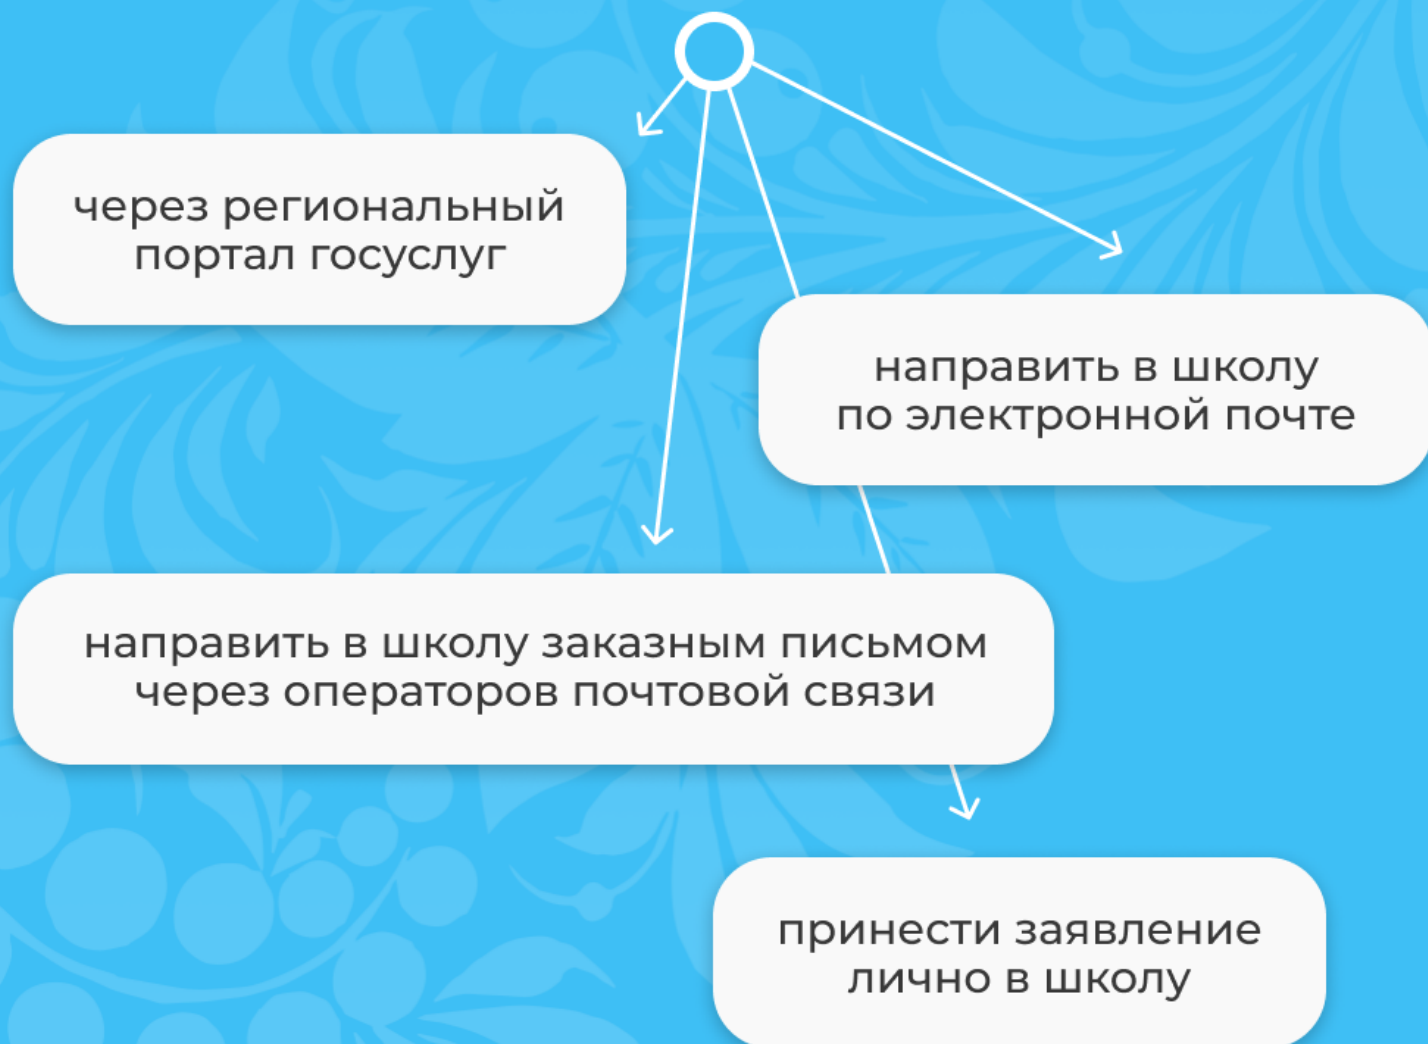 через региональный
портал госуслуг
направить в школу
по электронной почте
направить в школу заказным письмом
через операторов почтовой связи
принести заявление
лично в школу